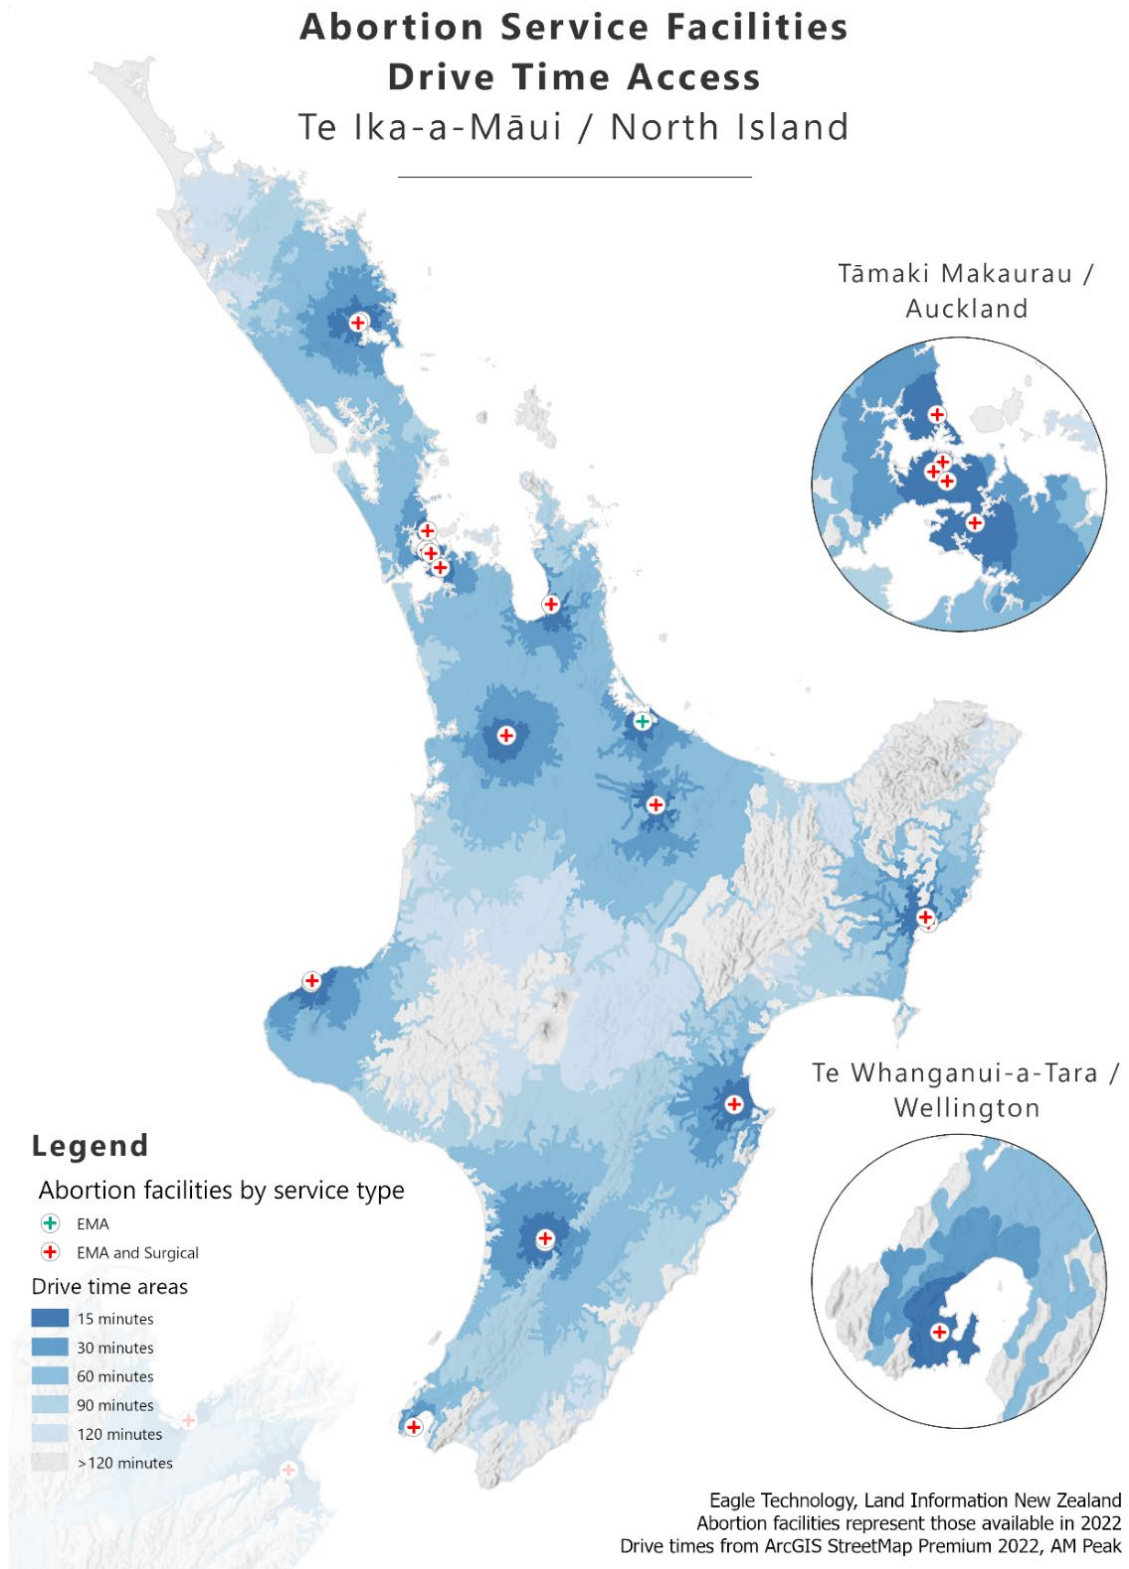 Abortion Service Facilities
Drive Time Access
Te Ika-a-Māui / North Island
Tāmaki Makaurau /
Auckland
Te Whanganui-a-Tara /
Wellington
Legend
Abortion facilities by service type
EMA
EMA and Surgical
Drive time areas
15 minutes
30 minutes
60 minutes
90 minutes
120 minutes
>120 minutes
Eagle Technology, Land Information New Zealand
Abortion facilities represent those available in 2022
Drive times from ArcGIS StreetMap Premium 2022, AM Peak